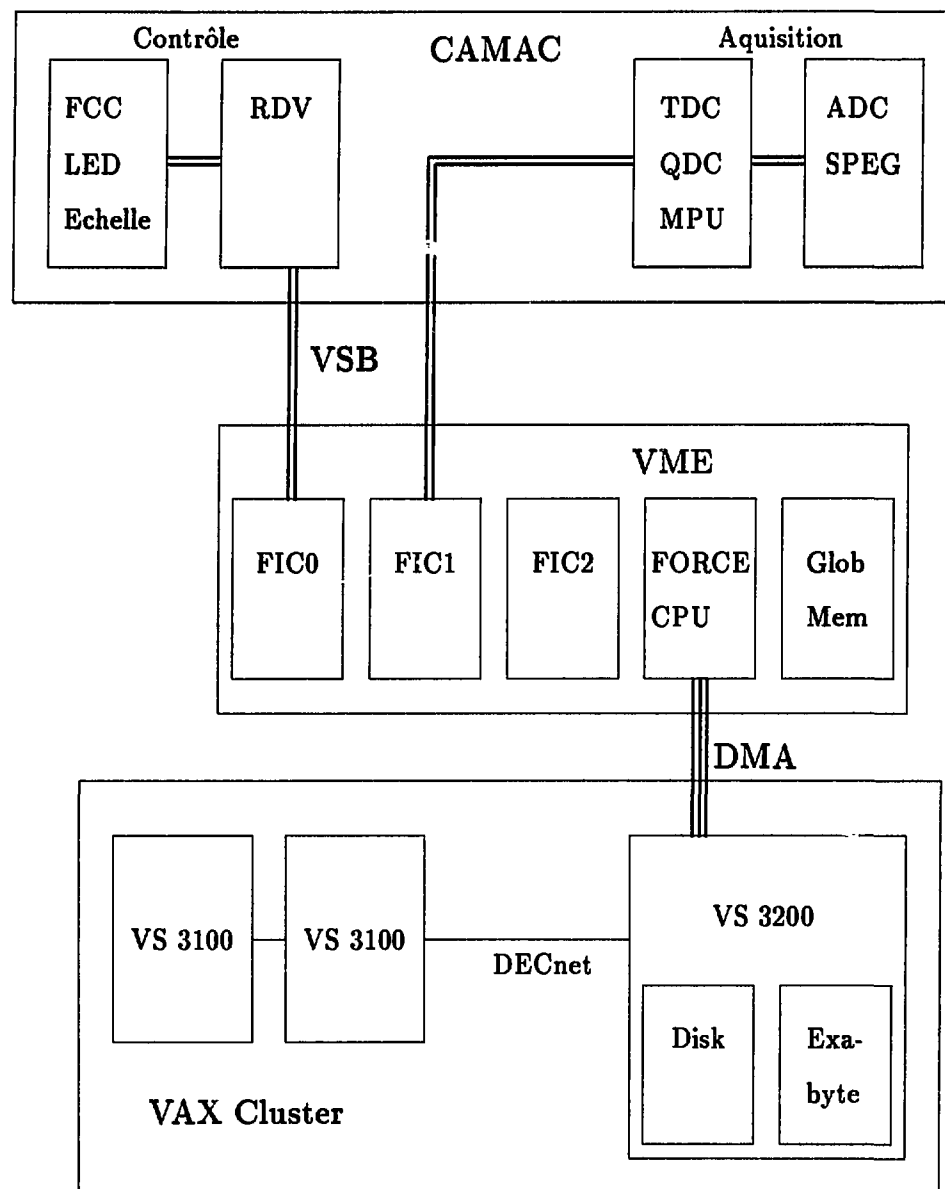 Contrôle
CAMAC
Aquisition
FCC
LED
Echelle
RDV
TDC
QDC
MPU
ADC
SPEG
VSB
VME
FIC0
FIC1
FIC2
FORCE
CPU
Glob
Mem
DMA
VS 3100
VS 3100
DECnet
VS 3200
Disk
Exa-
byte
VAX Cluster